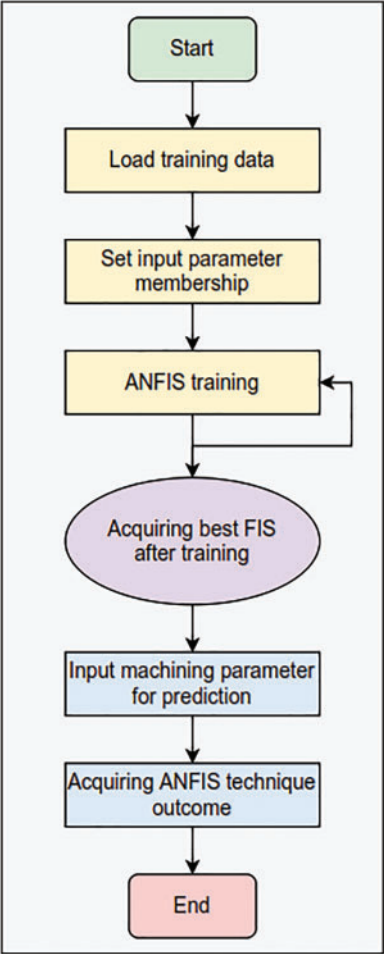 Start
Load training data
Set input parameter
membership
ANFIS training
Acquiring best FIS
after training
Input machining parameter
for prediction
Acquiring ANFIS technique
outcome
End